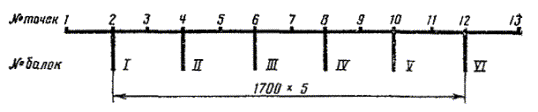 № точек 1 2 3 4 5 6 7 8 9 10 11 12 13
№ балок I II III IV V VI
1700 × 5